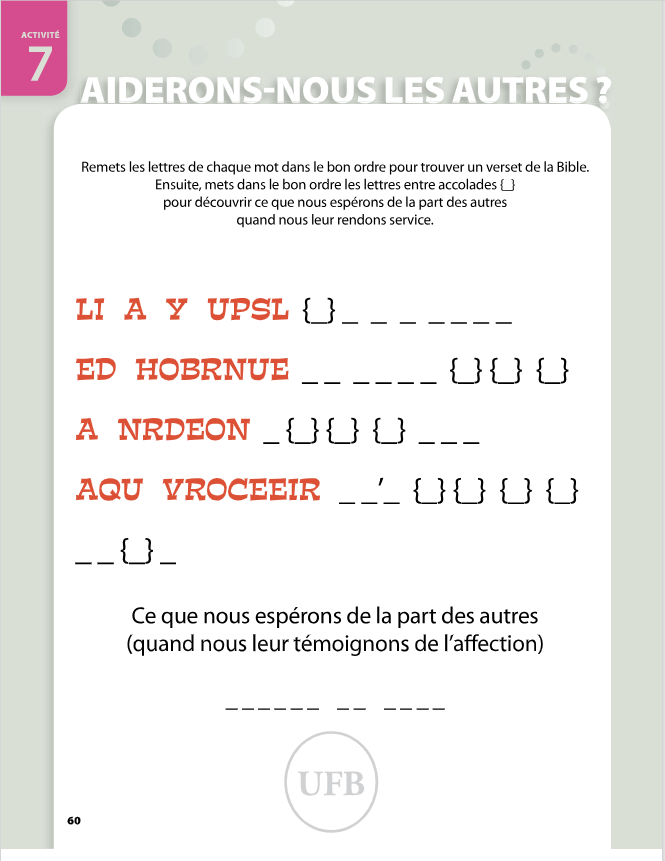 ACTIVITÉ
7
AIDERONS-NOUS LES AUTRES ?
Remets les lettres de chaque mot dans le bon ordre pour trouver un verset de la Bible.
Ensuite, mets dans le bon ordre les lettres entre accolades {_}
pour découvrir ce que nous espérons de la part des autres
quand nous leur rendons service.
LI A Y UPSL {_} _ _ _ _ _ _ _
ED HOBRNUE _ _ _ _ _ _ {_} {_} {_}
A NRDEON _ {_} {_} {_} _ _ _
AQU VROCEEIR _ _'_ {_} {_} {_} {_}
_ _ {_} _
Ce que nous espérons de la part des autres
(quand nous leur témoignons de l'affection)
_ _ _ _ _ _ _ _ _ _ _ _
UFB
60